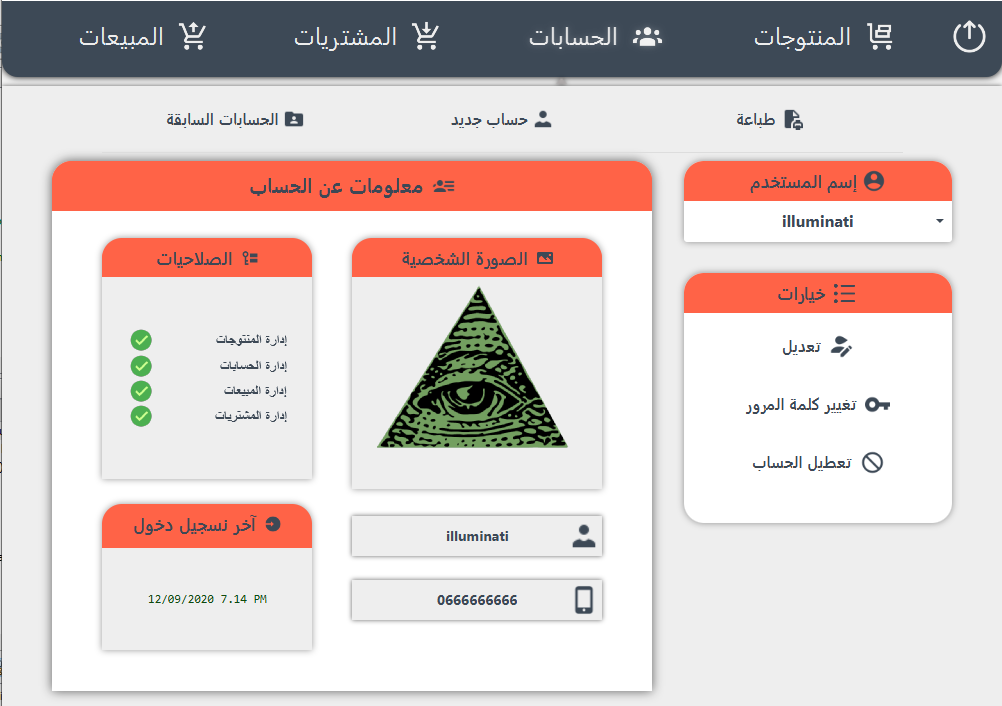 المنتوجات
الحسابات
المشتريات
المبيعات
طباعة
حساب جديد
الحسابات السابقة
إسم المستخدم
illuminati
خيارات
تعديل
تغيير كلمة المرور
تعطيل الحساب
معلومات عن الحساب
الصورة الشخصية
illuminati
0666666666
الصلاحيات
إدارة المنتوجات
إدارة الحسابات
إدارة المبيعات
إدارة المشتريات
آخر نسجيل دخول
12/09/2020 7.14 PM